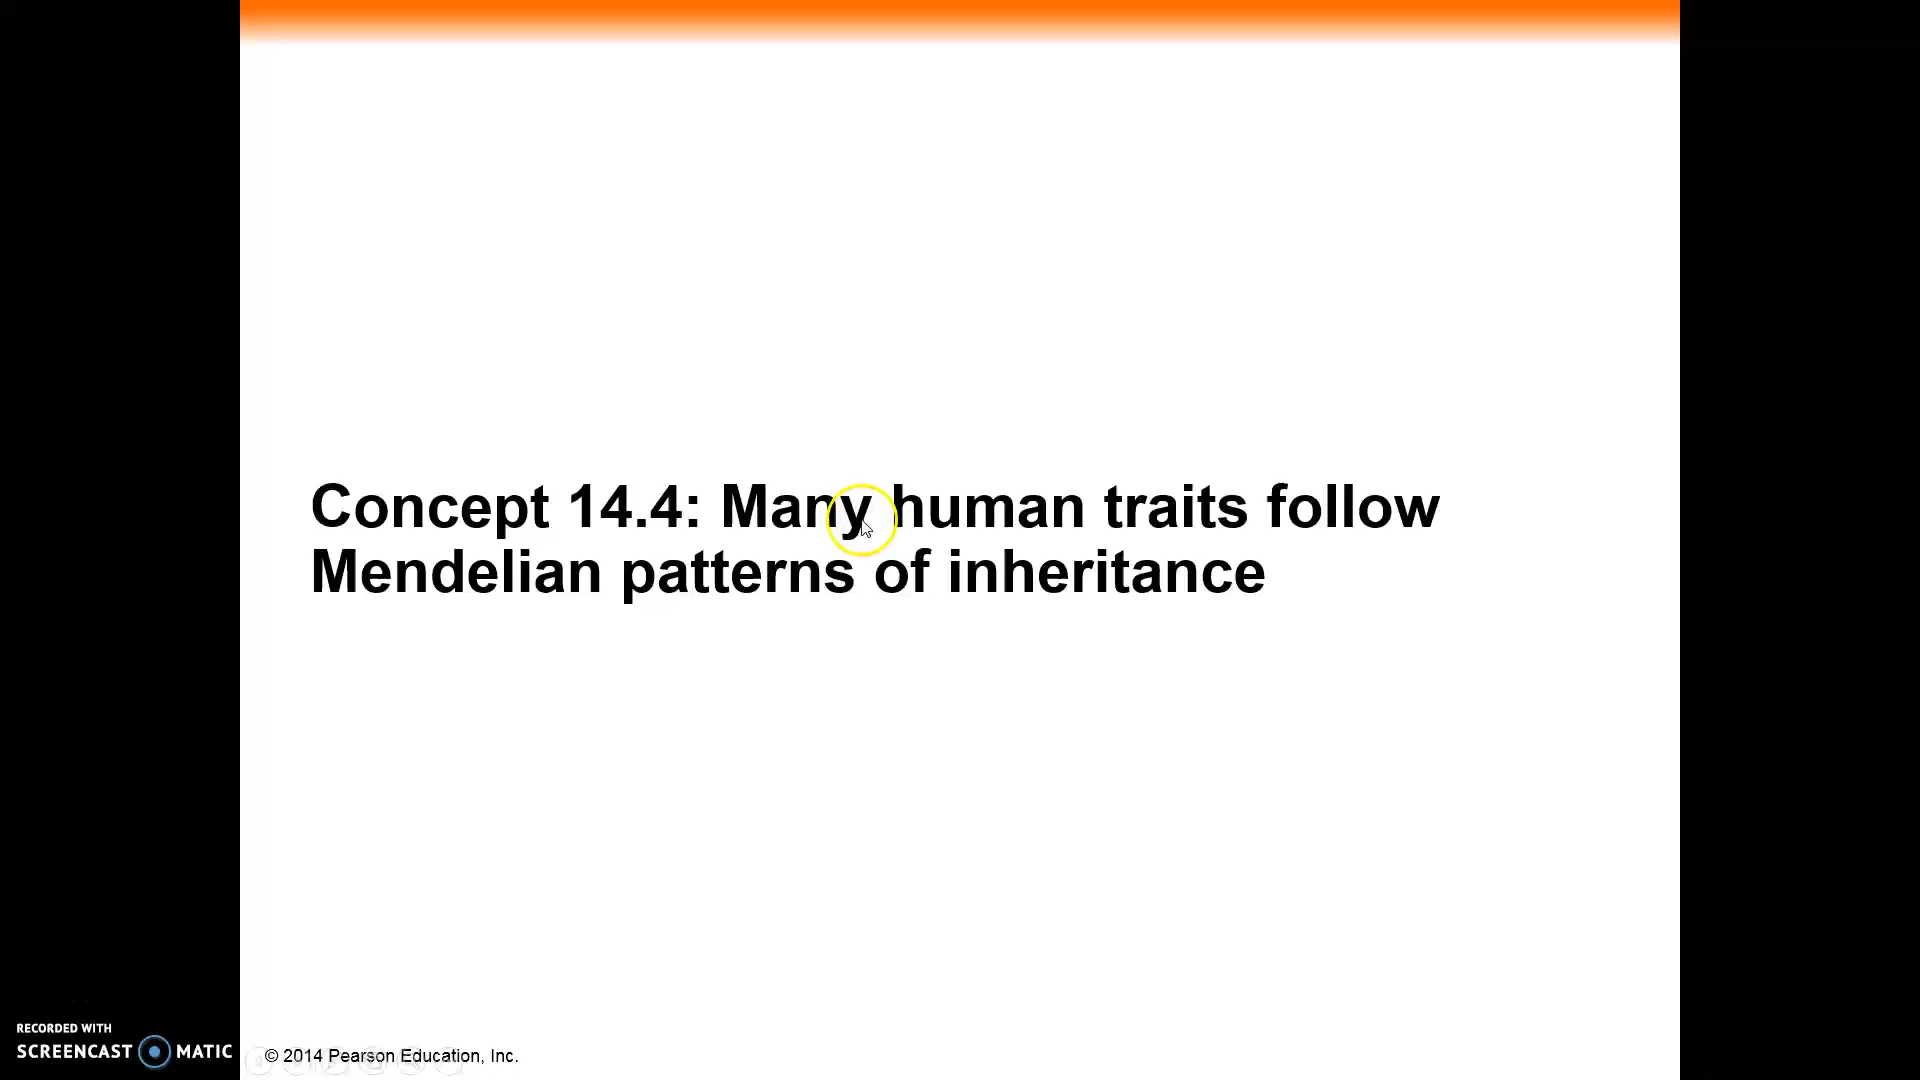 Concept 14.4: Many human traits follow
Mendelian patterns of inheritance
RECORDED WITH
SCREENCAST MATIC
© 2014 Pearson Education, Inc.